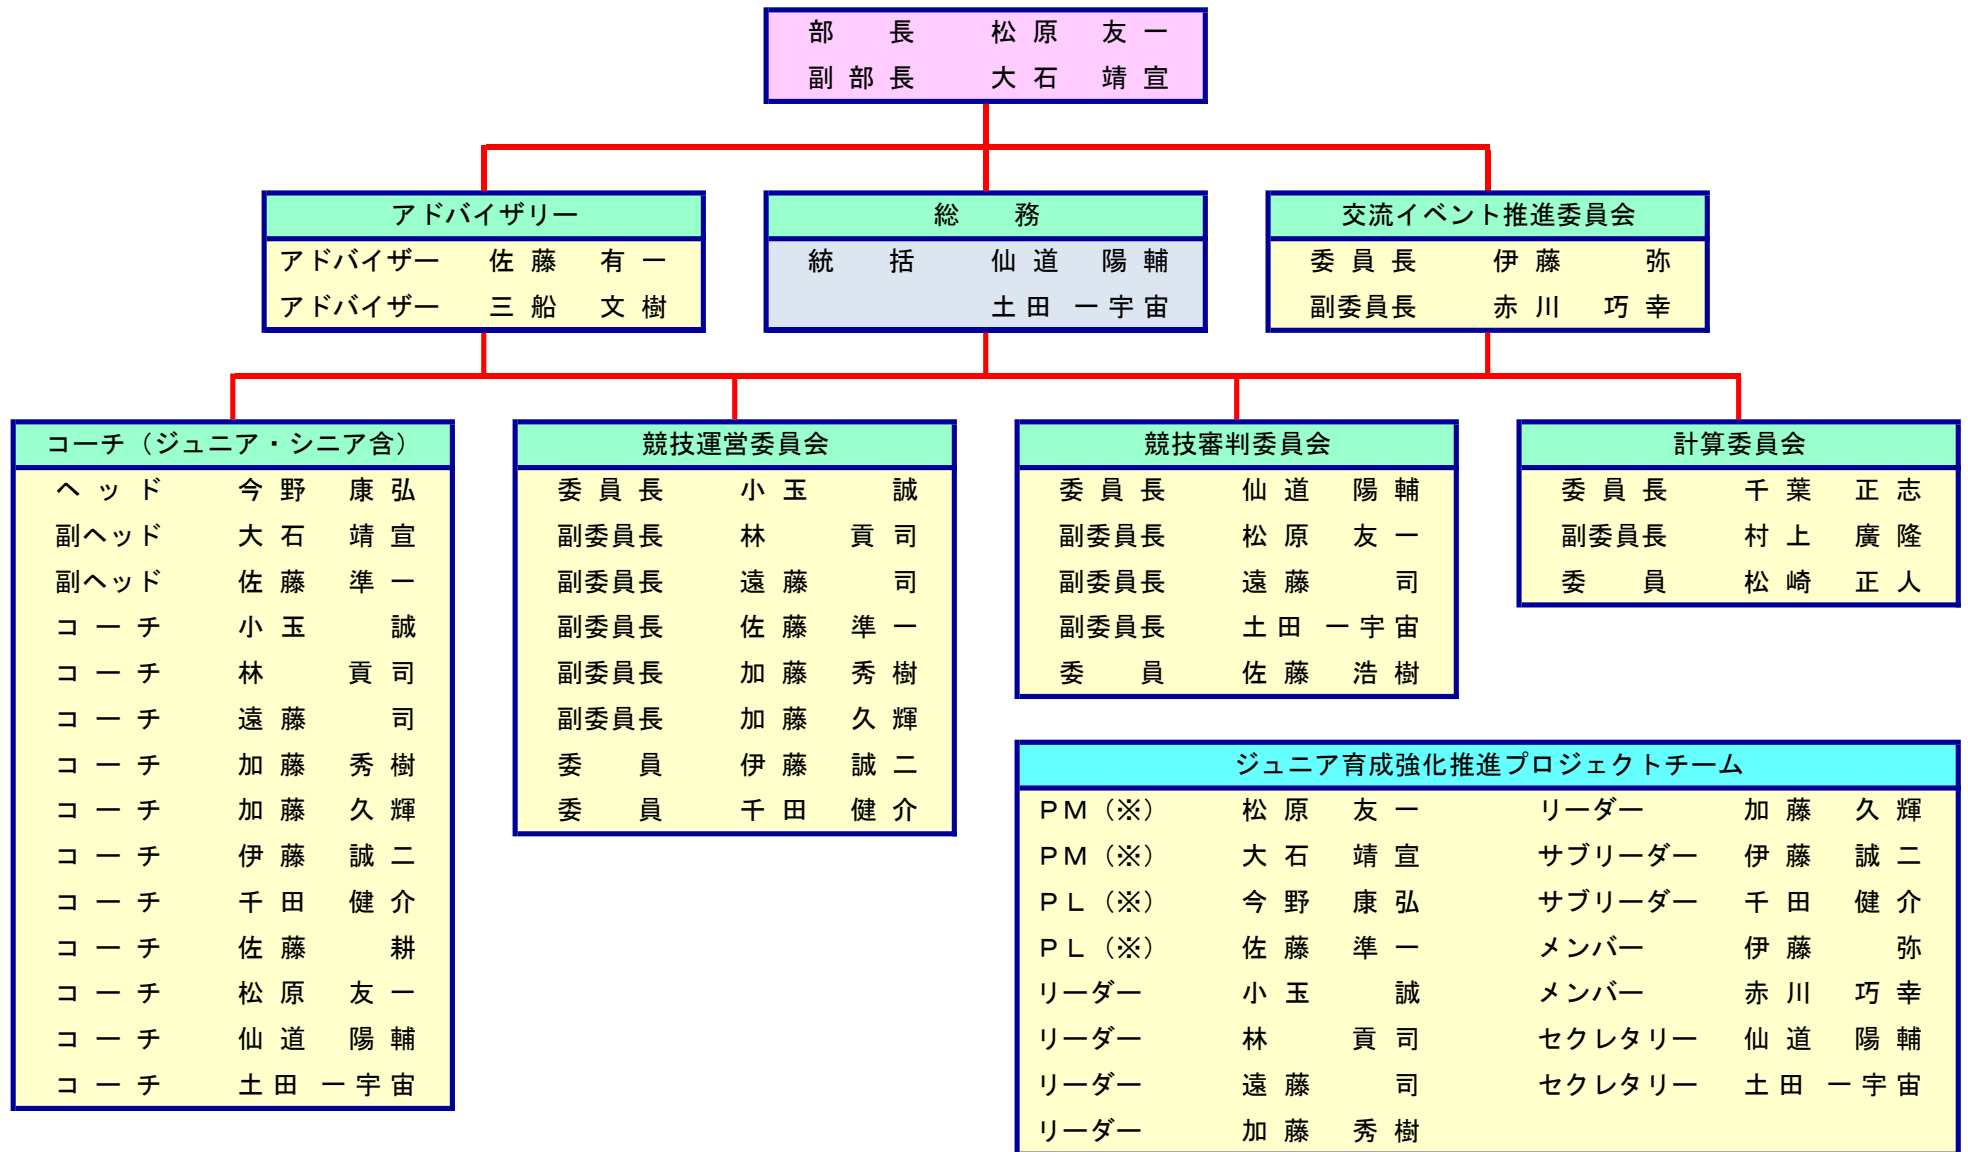 部長 松原 友一
副部長 大石 靖宣
アドバイザリー
アドバイザー 佐藤 有一
アドバイザー 三船 文樹
総務
統括 仙道 陽輔
土田 一宇宙
交流イベント推進委員会
委員長 伊藤 弥
副委員長 赤川 巧幸
コーチ（ジュニア・シニア含）
ヘッド 今野 康弘
副ヘッド 大石 靖宣
副ヘッド 佐藤 準一
コーチ 小玉 誠
コーチ 林 貢司
コーチ 遠藤 司
コーチ 加藤 秀樹
コーチ 加藤 久輝
コーチ 伊藤 誠二
コーチ 千田 健介
コーチ 佐藤 耕
コーチ 松原 友一
コーチ 仙道 陽輔
コーチ 土田 一宇宙
競技運営委員会
委員長 小玉 誠
副委員長 林 貢司
副委員長 遠藤 司
副委員長 佐藤 準一
副委員長 加藤 秀樹
副委員長 加藤 久輝
委員 伊藤 誠二
委員 千田 健介
競技審判委員会
委員長 仙道 陽輔
副委員長 松原 友一
副委員長 遠藤 司
副委員長 土田 一宇宙
委員 佐藤 浩樹
計算委員会
委員長 千葉 正志
副委員長 村上 廣隆
委員 松崎 正人
ジュニア育成強化推進プロジェクトチーム
ＰＭ（※） 松原 友一 リーダー 加藤 久輝
ＰＭ（※） 大石 靖宣 サブリーダー 伊藤 誠二
ＰＬ（※） 今野 康弘 サブリーダー 千田 健介
ＰＬ（※） 佐藤 準一 メンバー 伊藤 弥
リーダー 小玉 誠 メンバー 赤川 巧幸
リーダー 林 貢司 セクレタリー 仙道 陽輔
リーダー 遠藤 司 セクレタリー 土田 一宇宙
リーダー 加藤 秀樹